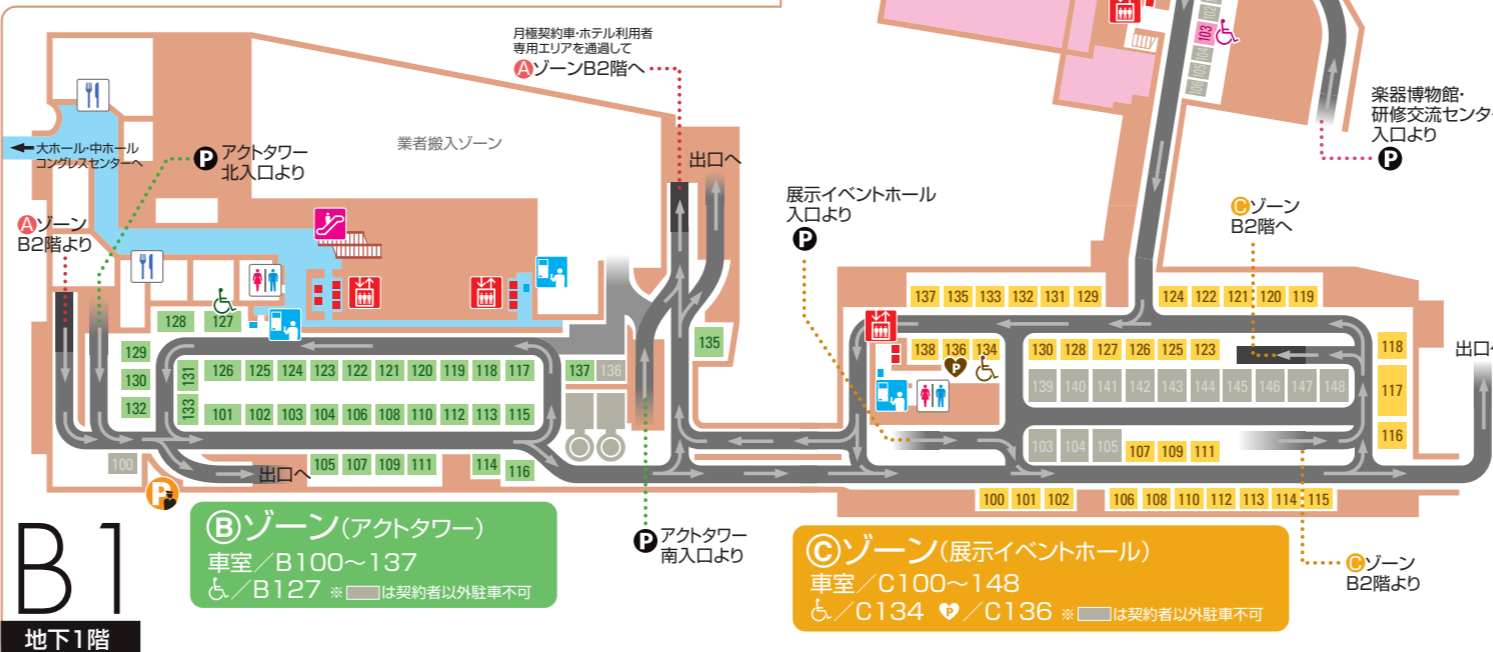 月極契約車・ホテル利用者
専用エリアを通過して
AゾーンB2階へ
102
103
104
105
106
楽器博物館・
研修交流センター
入口より
P
業者搬入ゾーン
大ホール・中ホール
コングレスセンターへ
P アクトタワー
北入口より
出口へ
展示イベントホール
入口より
P
Cゾーン
B2階へ
Aゾーン
B2階より
137 135 133 132 131 129
124 122 121 120 119
128 127
135
129
130
132
131
133
126 125 124 123 122 121 120 119 118 117
137 136
138 136 134
P
130 128 127 126 125 123
118
出口へ
139 140 141 142 143 144 145 146 147 148
117
101 102 103 104 106 108 110 112 113 115
116
103 104 105 107 109 111
100
出口へ
105 107 109 111 114 116
P
100 101 102
106 108 110 112 113 114 115
B1
地下1階
Bゾーン(アクトタワー)
車室／B100〜137
／B127 ※は契約者以外駐車不可
P アクトタワー
南入口より
Cゾーン(展示イベントホール)
車室／C100〜148
／C134 P／C136 ※は契約者以外駐車不可
Cゾーン
B2階より